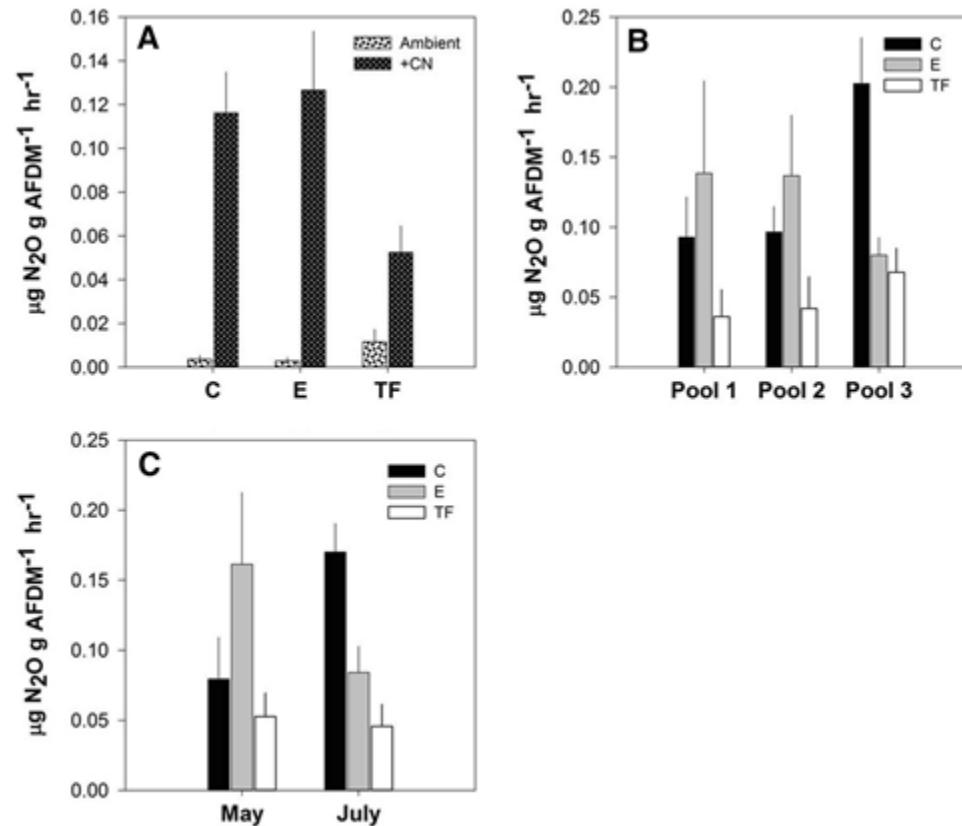 A
Ambient
+CN
0.16
0.14
0.12
0.10
0.08
0.06
0.04
0.02
0.00
µg N2O g AFDM-1 hr-1
C E TF
B
C
E
TF
0.25
0.20
0.15
0.10
0.05
0.00
µg N2O g AFDM-1 hr-1
Pool 1 Pool 2 Pool 3
C
C
E
TF
0.25
0.20
0.15
0.10
0.05
0.00
µg N2O g AFDM-1 hr-1
May July